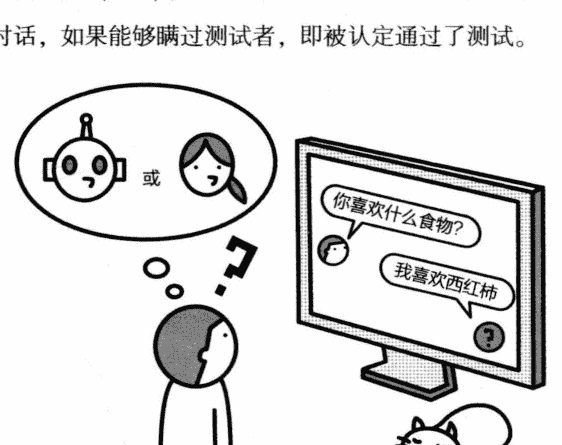 对话，如果能够瞒过测试者，即被认定通过了测试。
或
?
你喜欢什么食物?
我喜欢西红柿
?